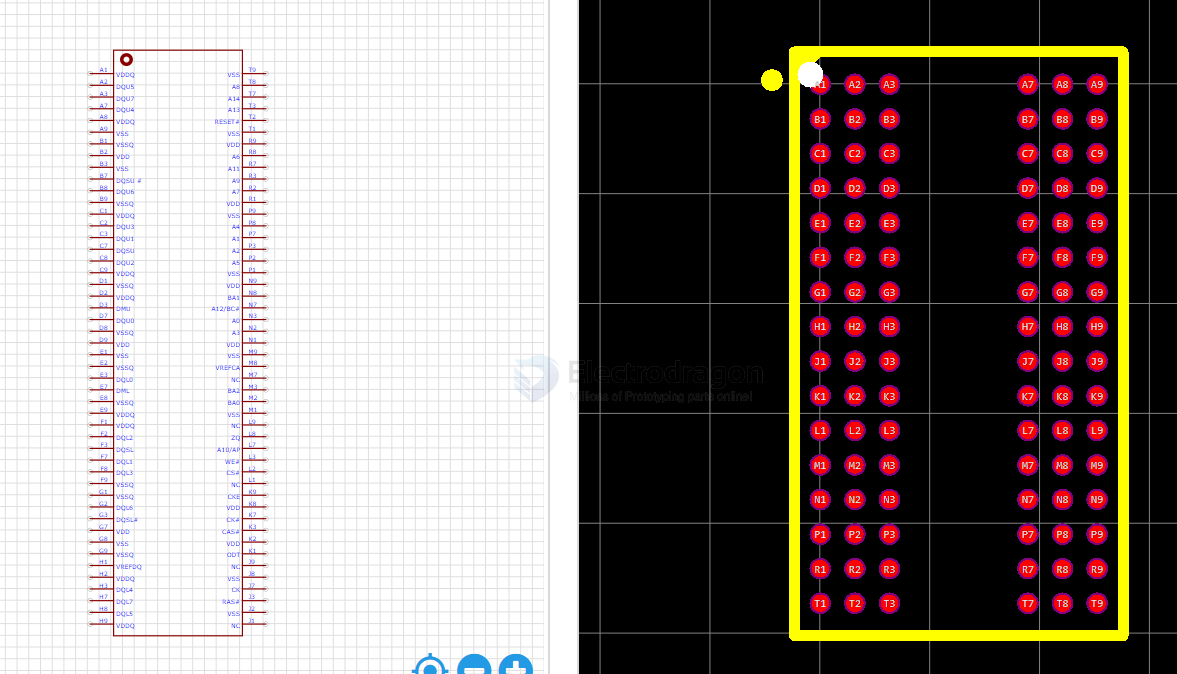 A1 VDDQ VSS T9
A2 DQU5 A8 T8
A3 DQU7 A14 T7
A7 DQU4 A13 T3
A8 VDDQ RESET# T2
A9 VSS VSS T1
B1 VSSQ VDD R9
B2 VDD A6 R8
B3 VSS A11 R7
B7 DQSU # A9 R3
B8 DQU6 A7 R2
B9 VSSQ VDD R1
C1 VDDQ VSS P9
C2 DQU3 A4 P8
C3 DQU1 A1 P7
C7 DQSU A2 P3
C8 DQU2 A5 P2
C9 VDDQ VSS P1
D1 VSSQ VDD N9
D2 VDDQ BA1 N8
D3 DMU A12/BC# N7
D7 DQU0 A0 N3
D8 VSSQ A3 N2
D9 VDD VDD N1
E1 VSS VSS M9
E2 VSSQ VREFCA M8
E3 DQL0 NC M7
E7 DML BA2 M3
E8 VSSQ BA0 M2
E9 VDDQ VSS M1
F1 VDDQ NC L9
F2 DQL2 ZQ L8
F3 DQSL A10/AP L7
F7 DQL1 WE# L3
F8 DQL3 CS# L2
F9 VSSQ NC L1
G1 VSSQ CKE K9
G2 DQL6 VDD K8
G3 DQSL# CK# K7
G7 VDD CAS# K3
G8 VSS VDD K2
G9 VSSQ ODT K1
H1 VREFDQ NC J9
H2 VDDQ VSS J8
H3 DQL4 CK J7
H7 DQL7 RAS# J3
H8 DQL5 VSS J2
H9 VDDQ NC J1
A1 A2 A3 A7 A8 A9
B1 B2 B3 B7 B8 B9
C1 C2 C3 C7 C8 C9
D1 D2 D3 D7 D8 D9
E1 E2 E3 E7 E8 E9
F1 F2 F3 F7 F8 F9
G1 G2 G3 G7 G8 G9
H1 H2 H3 H7 H8 H9
J1 J2 J3 J7 J8 J9
K1 K2 K3 K7 K8 K9
L1 L2 L3 L7 L8 L9
M1 M2 M3 M7 M8 M9
N1 N2 N3 N7 N8 N9
P1 P2 P3 P7 P8 P9
R1 R2 R3 R7 R8 R9
T1 T2 T3 T7 T8 T9
Electrodragon
Millions of Prototyping parts online!